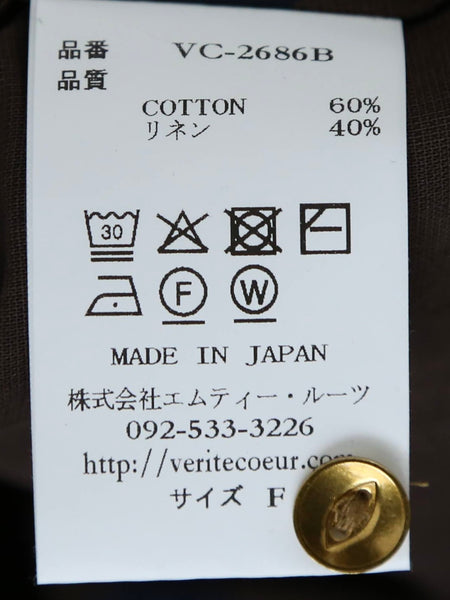 品番 VC-2686B
品質
COTTON 60%
リネン 40%
30
F W
MADE IN JAPAN
株式会社エムティー・ルーツ
092-533-3226
http://veritecoeur.com
サイズ F